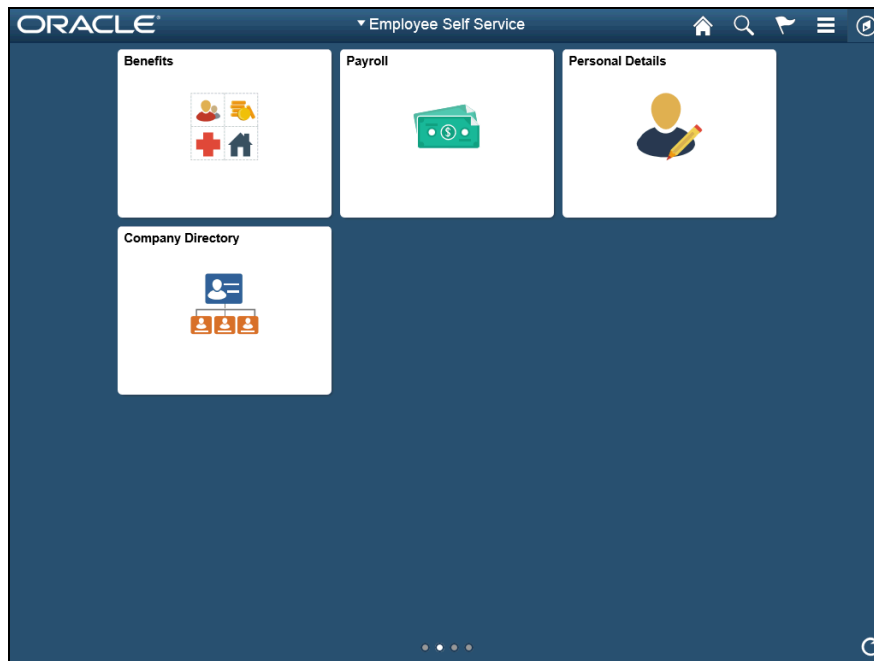 ORACLE
Employee Self Service
Benefits
Payroll
Personal Details
Company Directory